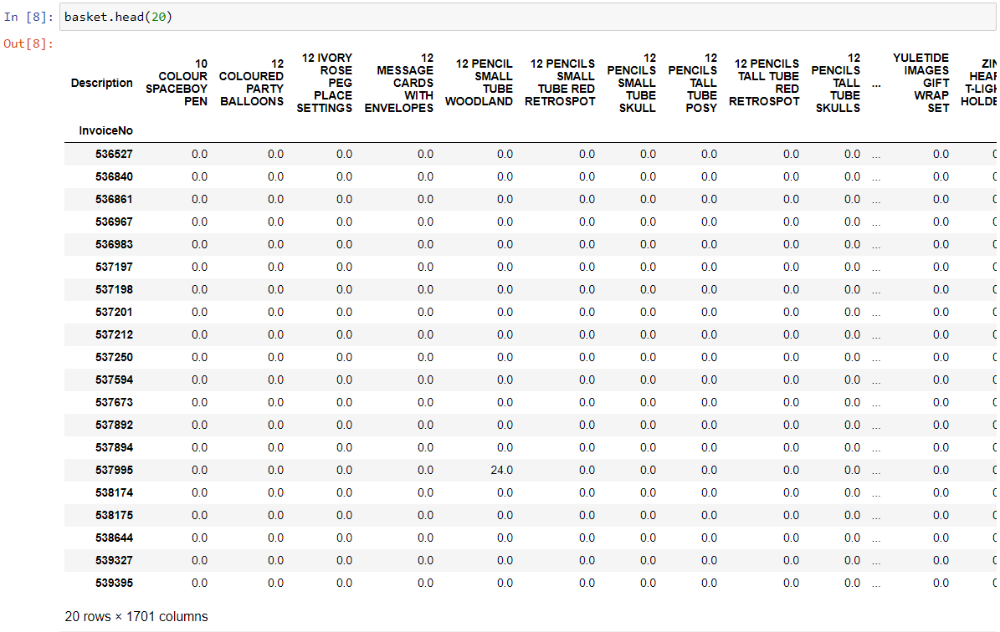 In [8]: basket.head(20)
Out[8]:
Description 10 COLOUR SPACEBOY PEN 12 COLOURED PARTY BALLOONS 12 IVORY ROSE PEG PLACE SETTINGS 12 MESSAGE CARDS WITH ENVELOPES 12 PENCIL SMALL TUBE WOODLAND 12 PENCILS SMALL TUBE RED RETROSPOT 12 PENCILS SMALL TUBE SKULL 12 PENCILS TALL TUBE POSY 12 PENCILS TALL TUBE RED RETROSPOT 12 PENCILS TALL TUBE SKULLS ... YULETIDE IMAGES GIFT WRAP SET
InvoiceNo
536527 0.0 0.0 0.0 0.0 0.0 0.0 0.0 0.0 0.0 0.0 ... 0.0
536840 0.0 0.0 0.0 0.0 0.0 0.0 0.0 0.0 0.0 0.0 ... 0.0
536861 0.0 0.0 0.0 0.0 0.0 0.0 0.0 0.0 0.0 0.0 ... 0.0
536967 0.0 0.0 0.0 0.0 0.0 0.0 0.0 0.0 0.0 0.0 ... 0.0
536983 0.0 0.0 0.0 0.0 0.0 0.0 0.0 0.0 0.0 0.0 ... 0.0
537197 0.0 0.0 0.0 0.0 0.0 0.0 0.0 0.0 0.0 0.0 ... 0.0
537198 0.0 0.0 0.0 0.0 0.0 0.0 0.0 0.0 0.0 0.0 ... 0.0
537201 0.0 0.0 0.0 0.0 0.0 0.0 0.0 0.0 0.0 0.0 ... 0.0
537212 0.0 0.0 0.0 0.0 0.0 0.0 0.0 0.0 0.0 0.0 ... 0.0
537250 0.0 0.0 0.0 0.0 0.0 0.0 0.0 0.0 0.0 0.0 ... 0.0
537594 0.0 0.0 0.0 0.0 0.0 0.0 0.0 0.0 0.0 0.0 ... 0.0
537673 0.0 0.0 0.0 0.0 0.0 0.0 0.0 0.0 0.0 0.0 ... 0.0
537892 0.0 0.0 0.0 0.0 0.0 0.0 0.0 0.0 0.0 0.0 ... 0.0
537894 0.0 0.0 0.0 0.0 0.0 0.0 0.0 0.0 0.0 0.0 ... 0.0
537995 0.0 0.0 0.0 0.0 24.0 0.0 0.0 0.0 0.0 0.0 ... 0.0
538174 0.0 0.0 0.0 0.0 0.0 0.0 0.0 0.0 0.0 0.0 ... 0.0
538175 0.0 0.0 0.0 0.0 0.0 0.0 0.0 0.0 0.0 0.0 ... 0.0
538644 0.0 0.0 0.0 0.0 0.0 0.0 0.0 0.0 0.0 0.0 ... 0.0
539327 0.0 0.0 0.0 0.0 0.0 0.0 0.0 0.0 0.0 0.0 ... 0.0
539395 0.0 0.0 0.0 0.0 0.0 0.0 0.0 0.0 0.0 0.0 ... 0.0
20 rows × 1701 columns